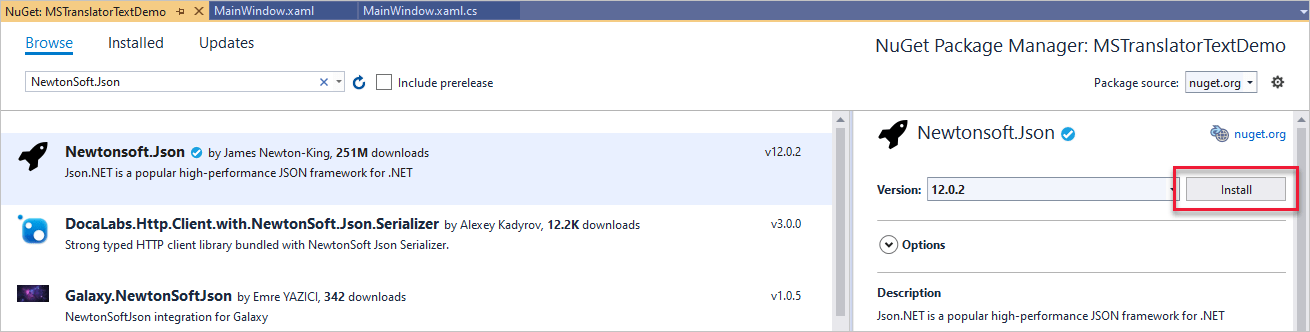 NuGet: MSTranslatorTextDemo MainWindow.xaml MainWindow.xaml.cs
Browse Installed Updates
NuGet Package Manager: MSTranslatorTextDemo
NewtonSoft.Json
Include prerelease
Package source: nuget.org
Newtonsoft.Json by James Newton-King, 251M downloads v12.0.2
Json.NET is a popular high-performance JSON framework for .NET
DocaLabs.Http.Client.with.NewtonSoft.Json.Serializer by Alexey Kadyrov, 12.2K downloads v3.0.0
Strong typed HTTP client library bundled with NewtonSoft Json Serializer.
Galaxy.NewtonSoftJson by Emre YAZICI, 342 downloads v1.0.5
NewtonSoftJson integration for Galaxy
Newtonsoft.Json nuget.org
Version: 12.0.2 Install
Options
Description
Json.NET is a popular high-performance JSON framework for .NET